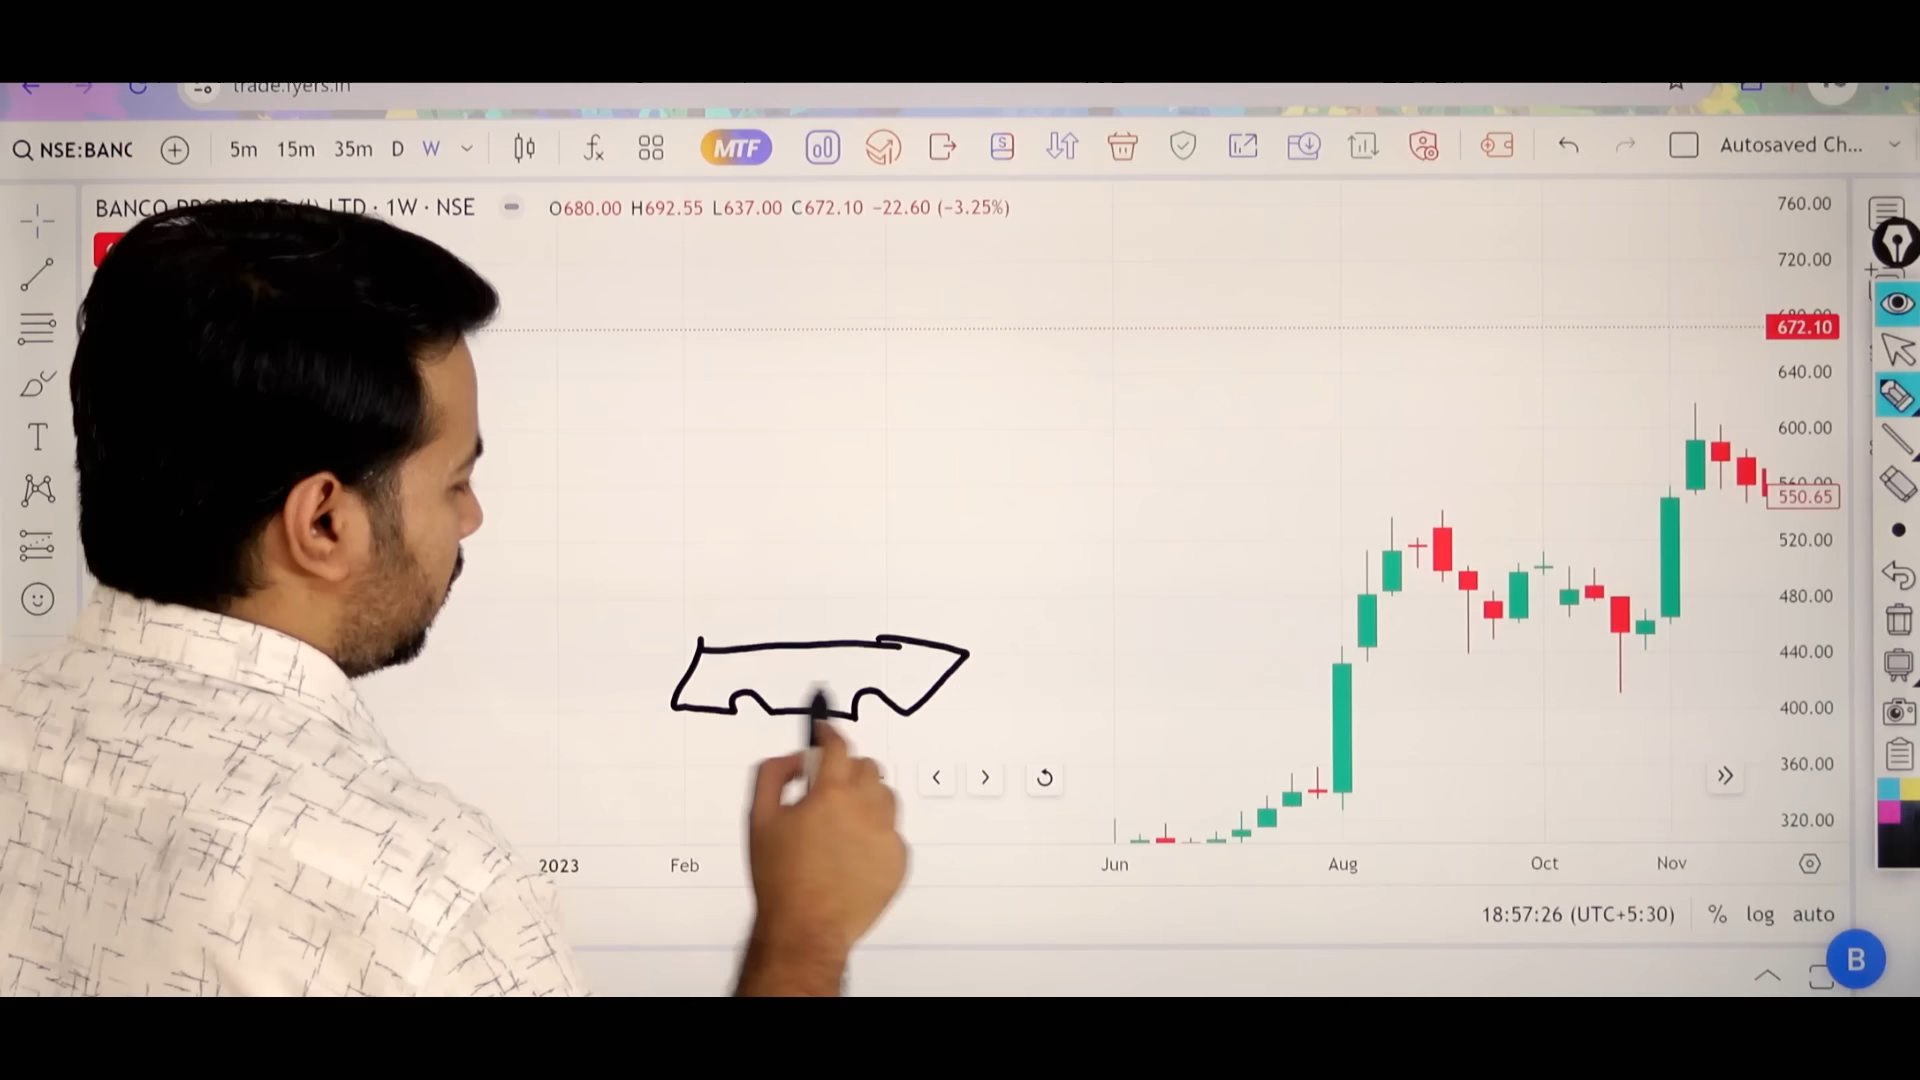 trade.fyers.in
NSE:BANC 5m 15m 35m D W MTF S Autosaved Ch...
BANCO LTD · 1W · NSE O680.00 H692.55 L637.00 C672.10 −22.60 (−3.25%)
760.00
720.00
672.10
640.00
600.00
550.65
520.00
480.00
440.00
400.00
360.00
320.00
2023 Feb Jun Aug Oct Nov
18:57:26 (UTC+5:30) % log auto
B